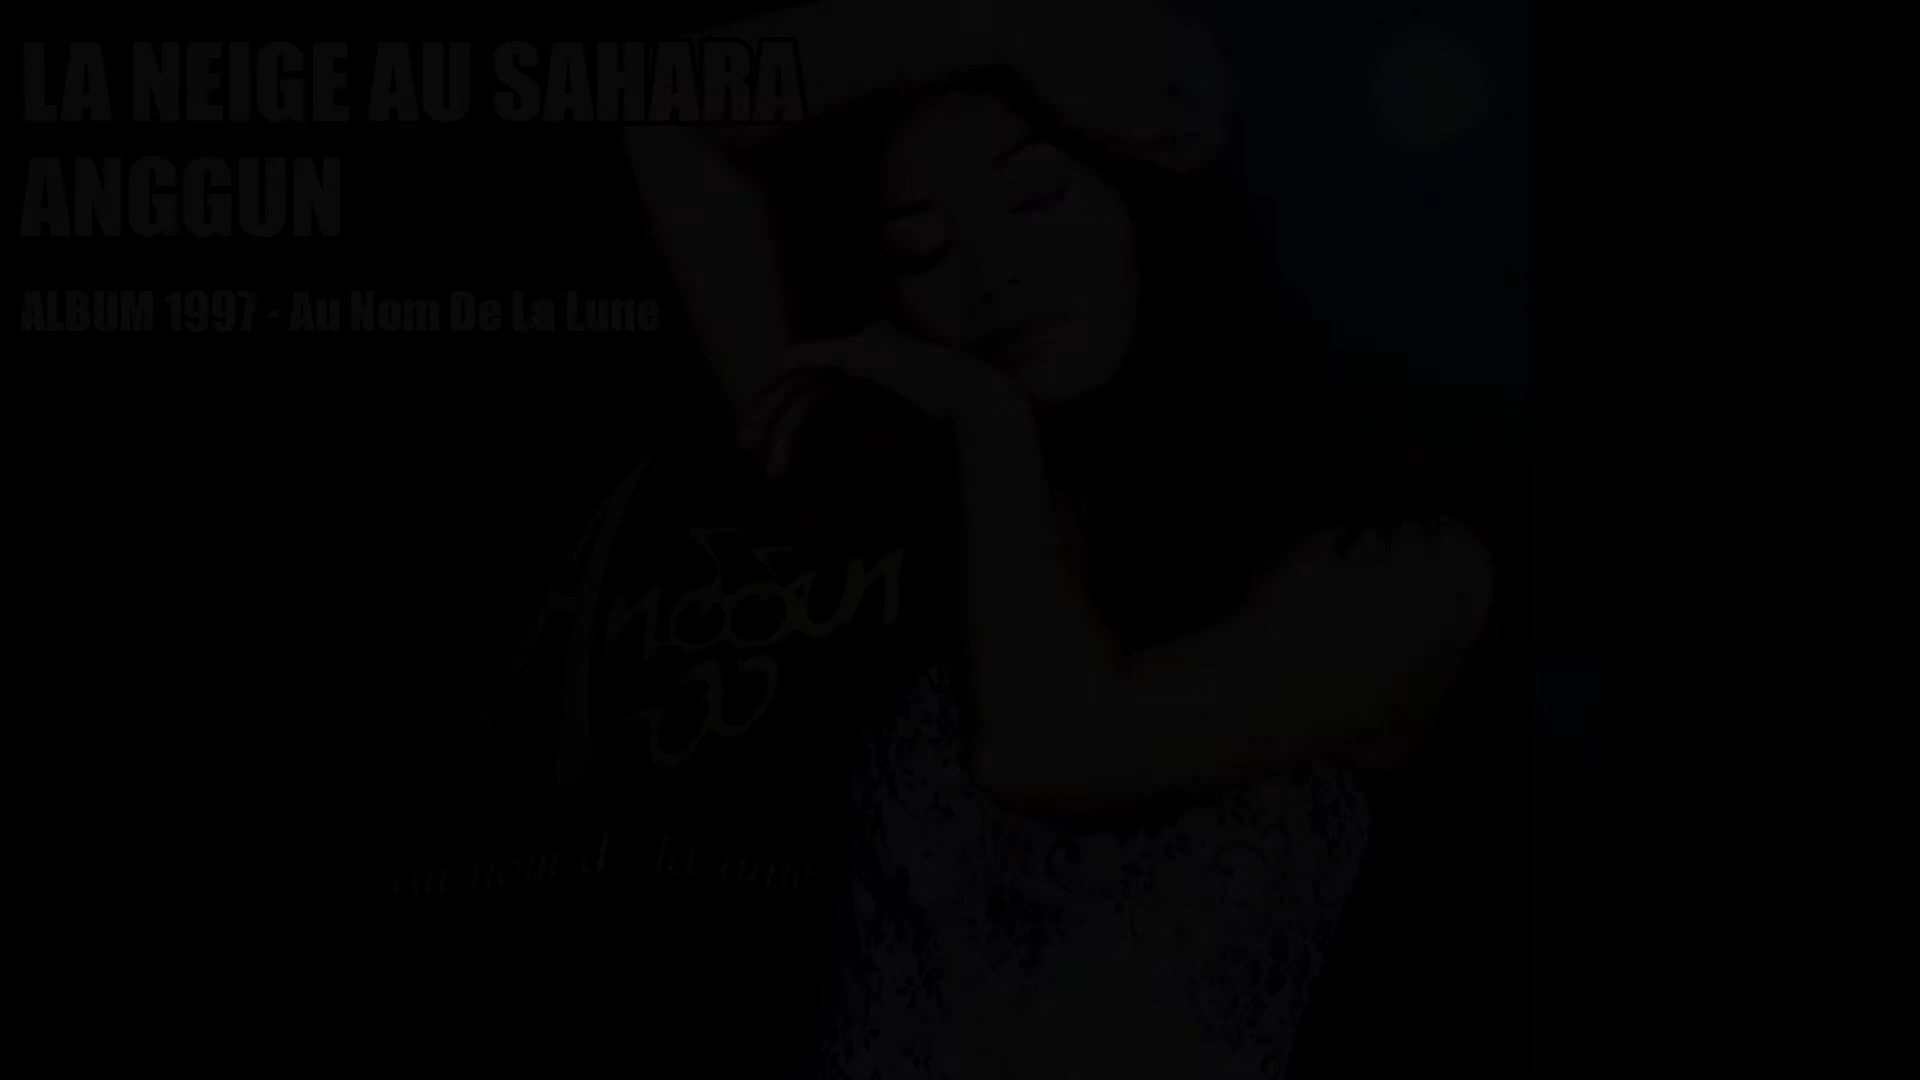 LA NEIGE AU SAHARA
ANGGUN
ALBUM 1997 - Au Nom De La Lune
Anggun
au nom de la lune